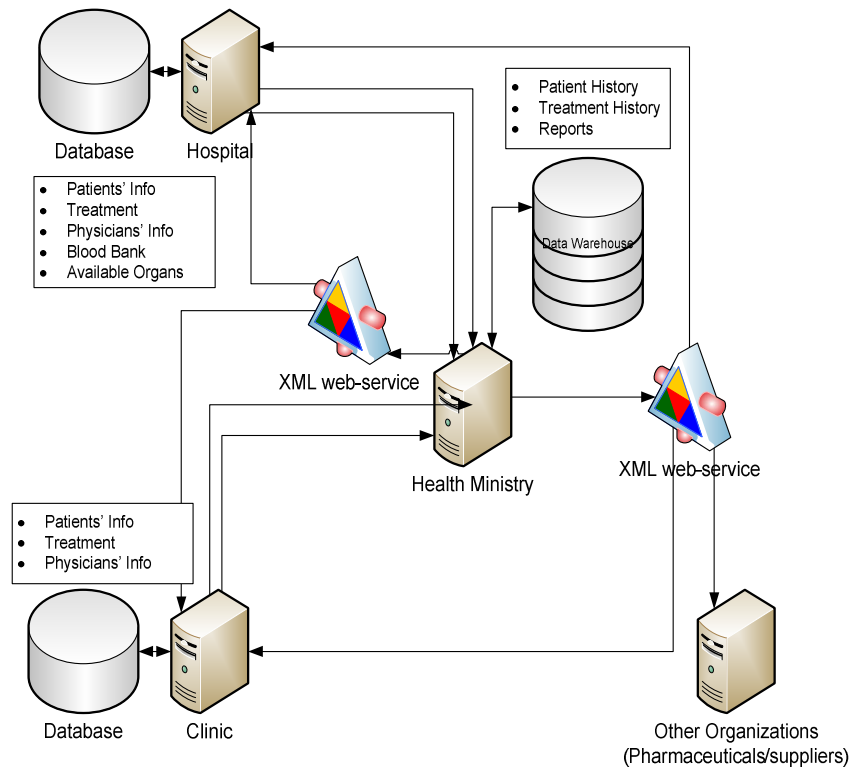 Database
Hospital
• Patient History
• Treatment History
• Reports
• Patients' Info
• Treatment
• Physicians' Info
• Blood Bank
• Available Organs
Data Warehouse
XML web-service
Health Ministry
XML web-service
• Patients' Info
• Treatment
• Physicians' Info
Database
Clinic
Other Organizations
(Pharmaceuticals/suppliers)